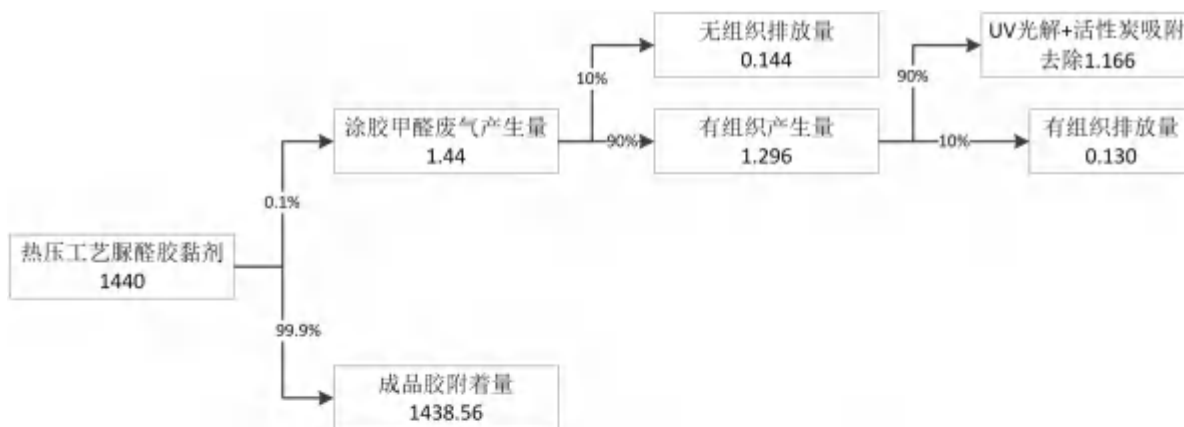 无组织排放量
0.144
UV光解+活性炭吸附
去除1.166
10%
90%
涂胶甲醛废气产生量
1.44
90%
有组织产生量
1.296
10%
有组织排放量
0.130
0.1%
热压工艺脲醛胶黏剂
1440
99.9%
成品胶附着量
1438.56